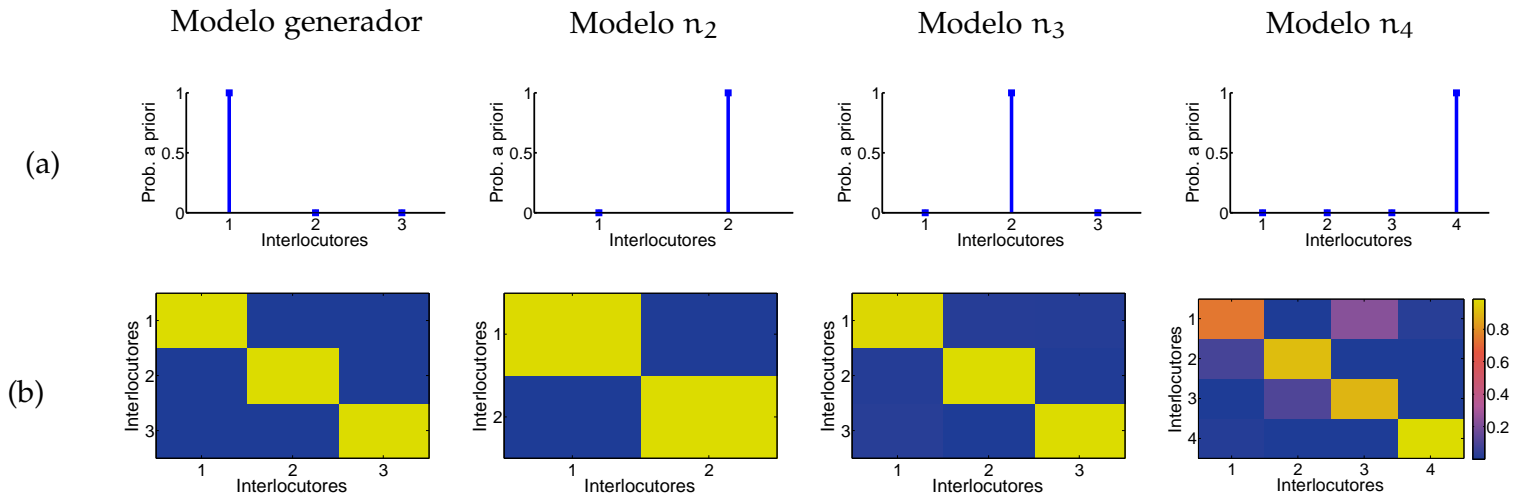 Modelo generador
Modelo n2
Modelo n3
Modelo n4
(a)
Prob. a priori
1
0.5
0
1 2 3
Interlocutores
Prob. a priori
1
0.5
0
1 2
Interlocutores
Prob. a priori
1
0.5
0
1 2 3
Interlocutores
Prob. a priori
1
0.5
0
1 2 3 4
Interlocutores
(b)
Interlocutores
1
2
3
1 2 3
Interlocutores
Interlocutores
1
2
1 2
Interlocutores
Interlocutores
1
2
3
1 2 3
Interlocutores
Interlocutores
1
2
3
4
1 2 3 4
Interlocutores
0.8
0.6
0.4
0.2